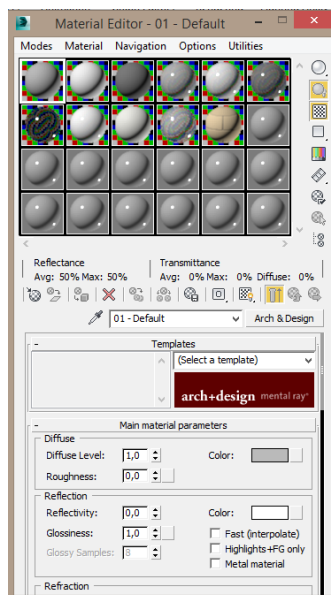 Material Editor - 01 - Default
Modes Material Navigation Options Utilities
Reflectance Transmittance
Avg: 50% Max: 50% Avg: 0% Max: 0% Diffuse: 0%
01 - Default Arch & Design
- Templates
(Select a template)
arch+design mental ray®
- Main material parameters
Diffuse
Diffuse Level: 1,0 Color:
Roughness: 0,0
Reflection
Reflectivity: 0,0 Color:
Glossiness: 1,0 Fast (interpolate)
Glossy Samples: 8 Highlights+FG only
Metal material
Refraction